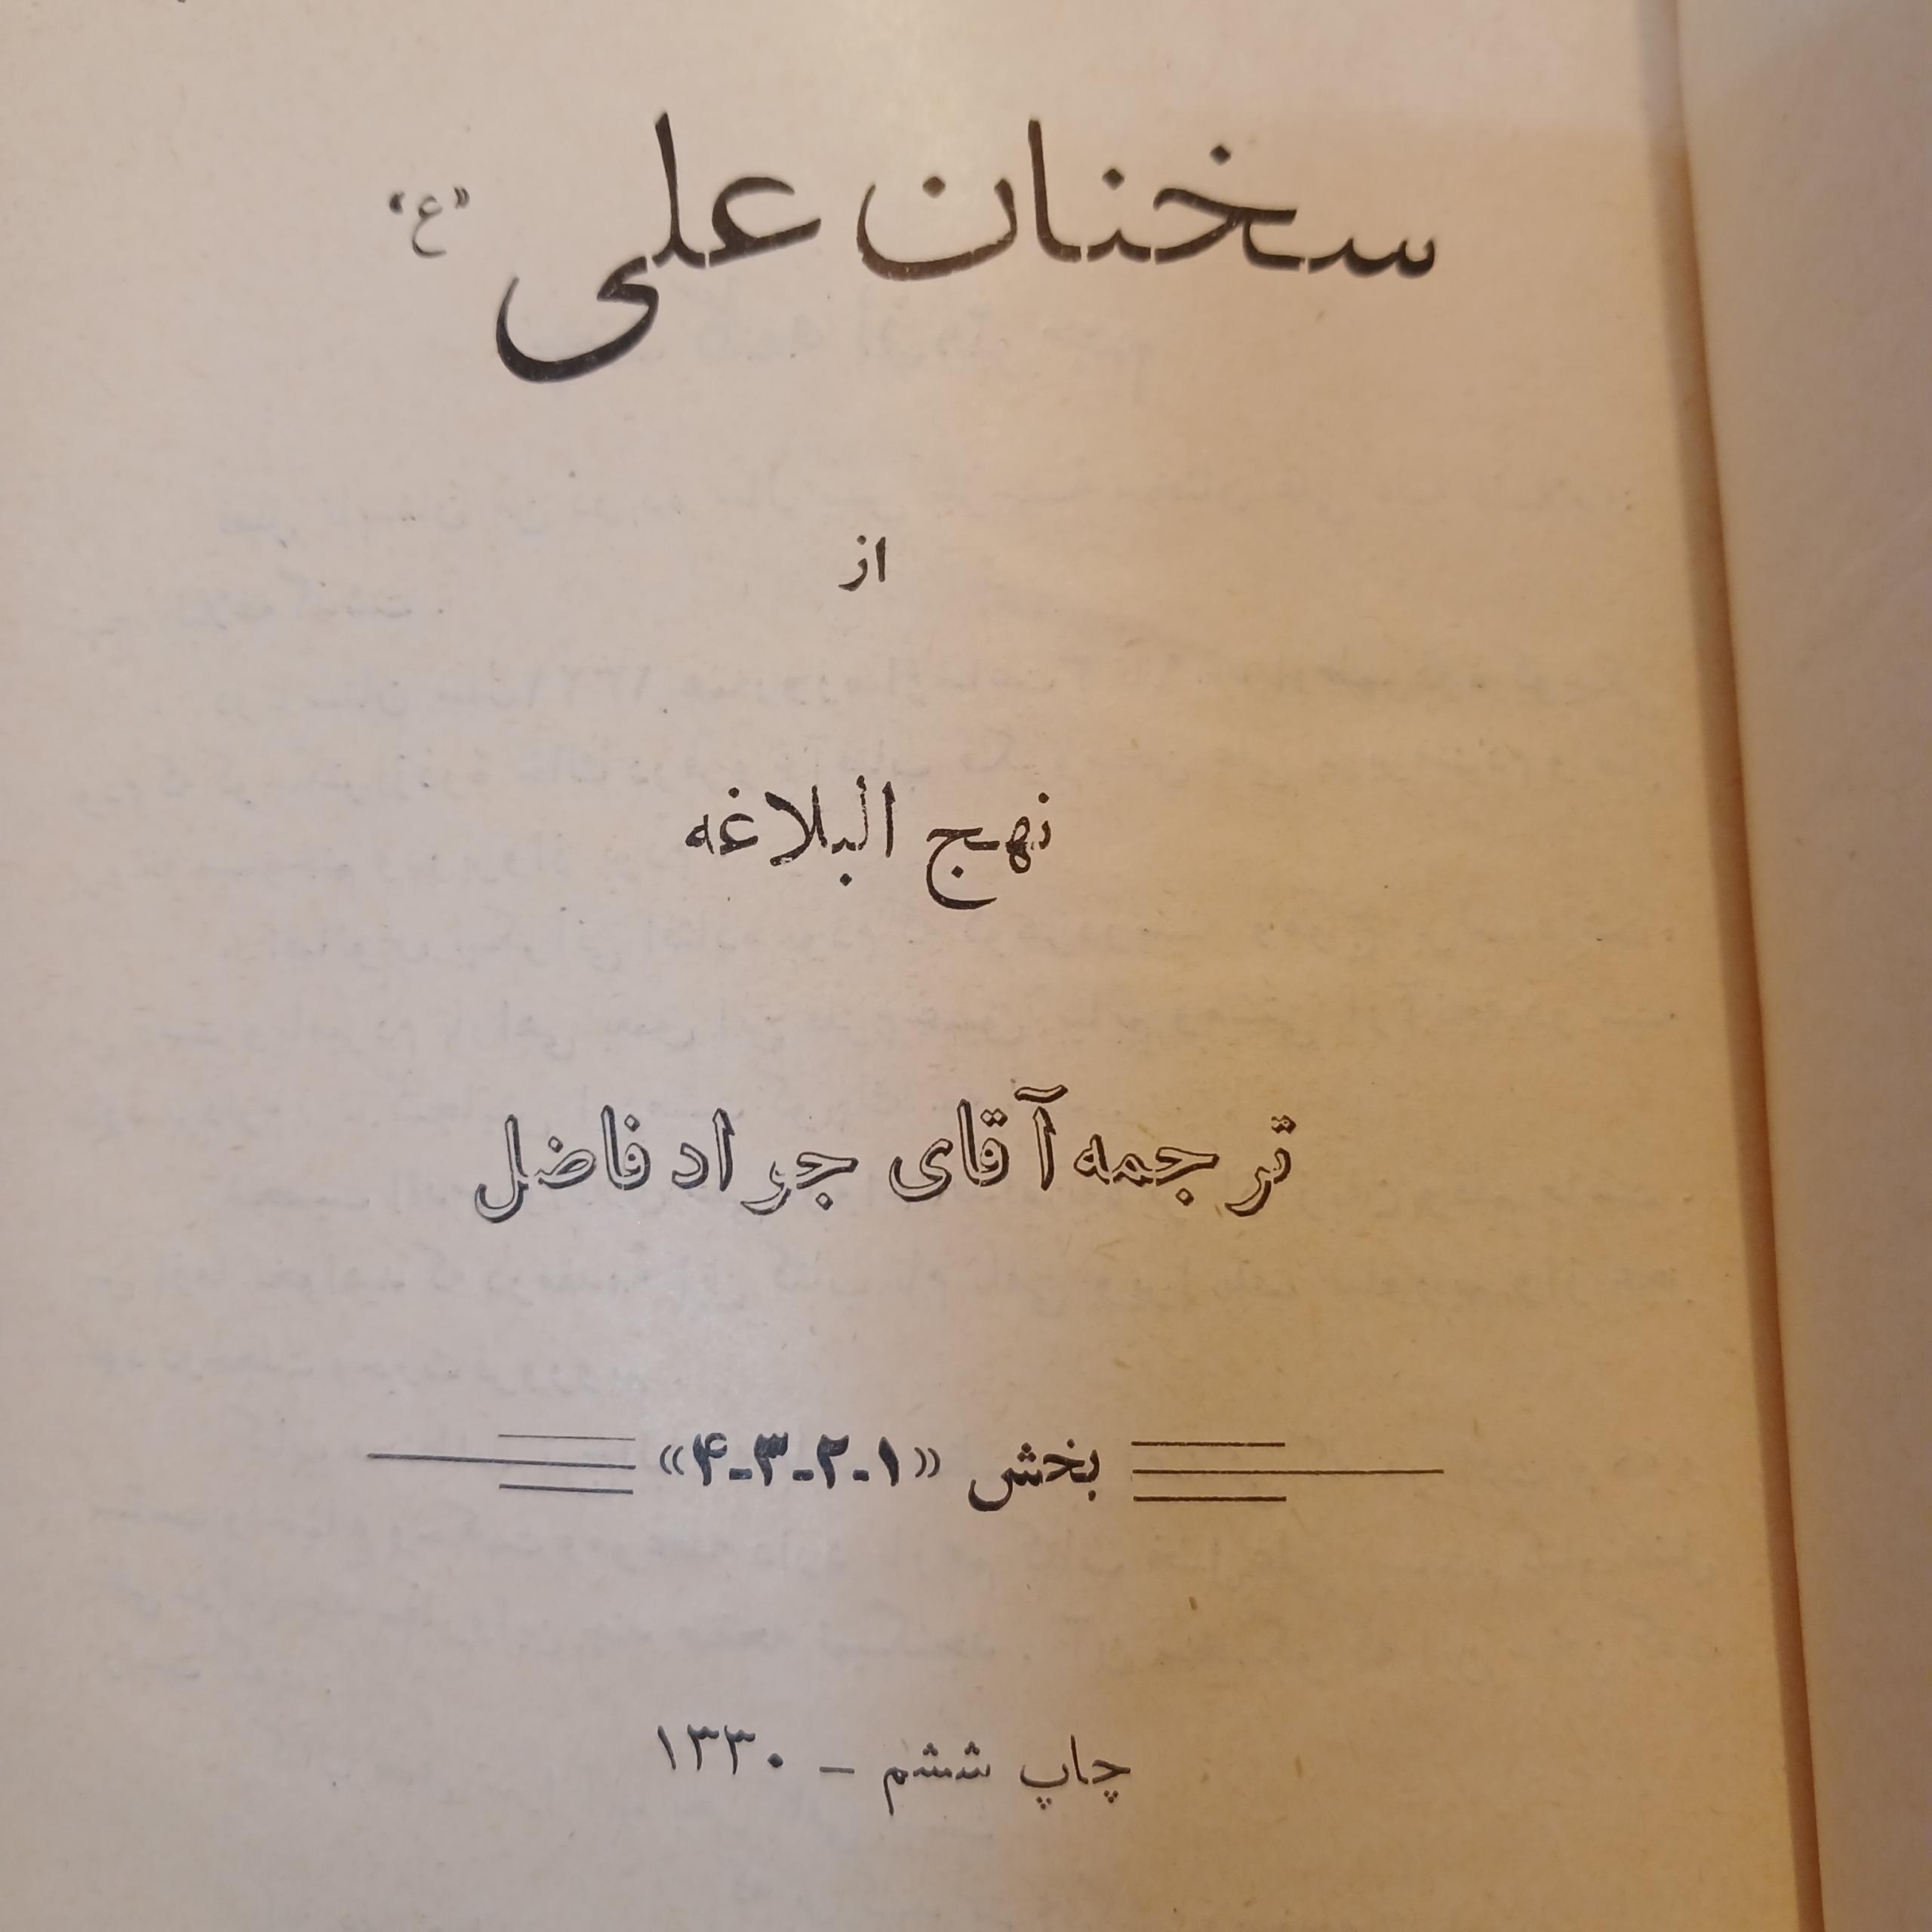 سخنان علی «ع»
از
نهج البلاغه
ترجمه آقای جواد فاضل
بخش «۱-۲-۳-۴»
چاپ ششم - ۱۳۳۰